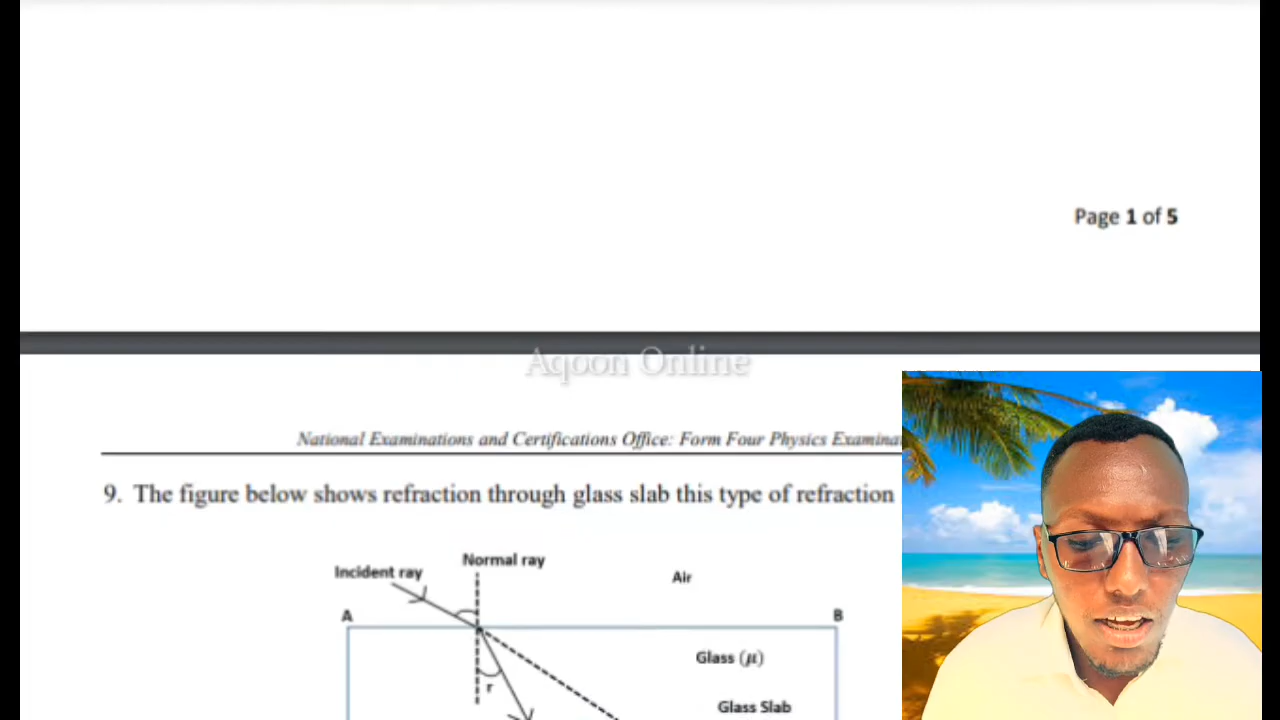 Page 1 of 5
Aqoon Online
National Examinations and Certifications Office: Form Four Physics
9. The figure below shows refraction through glass slab this type of refraction
Normal ray
Incident ray
Air
A
B
Glass (μ)
r
Glass Slab